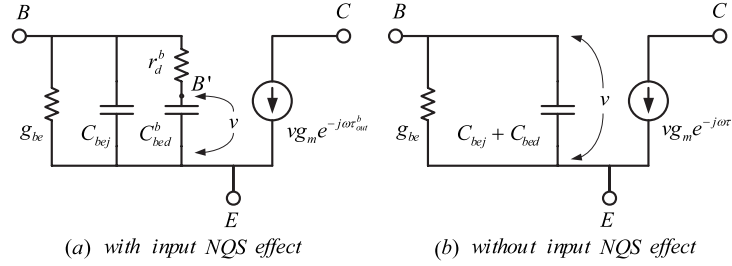 B
C
r_d^b
B'
g_be
C_bej
C_bed^b
v
vg_m e^{-jωτ_out^b}
E
(a) with input NQS effect
B
C
v
g_be
C_bej + C_bed
vg_m e^{-jωτ}
E
(b) without input NQS effect